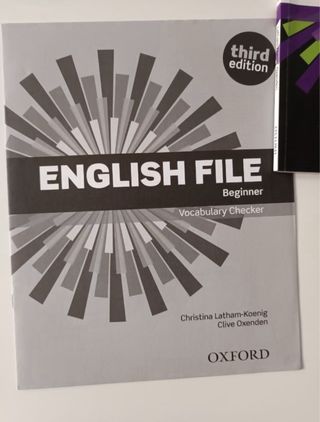 third
edition
ENGLISH FILE
Beginner
Vocabulary Checker
Christina Latham-Koenig
Clive Oxenden
OXFORD